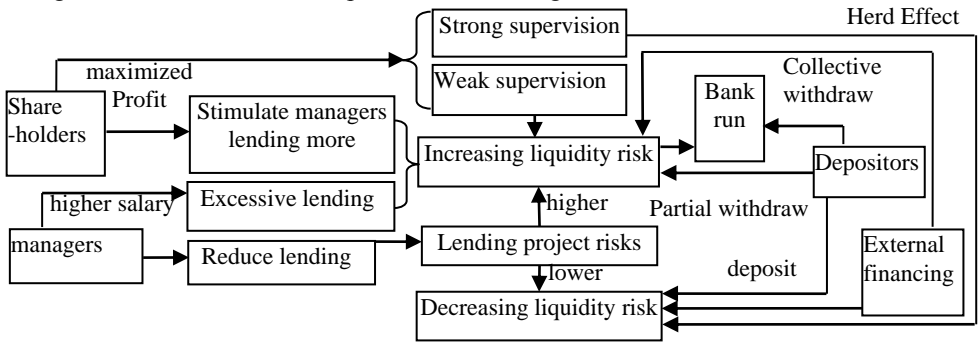 Herd Effect
Strong supervision
maximized
Profit
Weak supervision
Collective
withdraw
Share
-holders
Stimulate managers
lending more
Bank
run
Increasing liquidity risk
Depositors
higher salary
Excessive lending
higher
Partial withdraw
managers
Reduce lending
Lending project risks
External
financing
lower
deposit
Decreasing liquidity risk